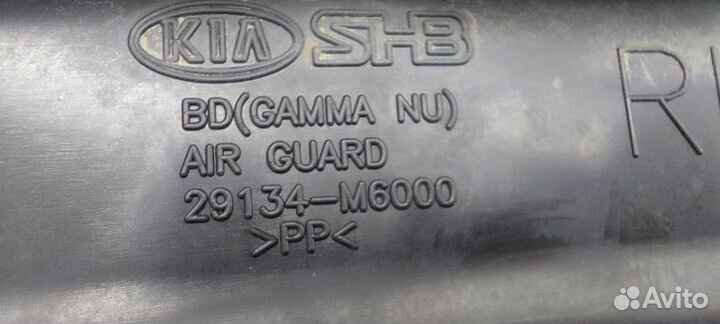 KIA SHB
BD(GAMMA NU)
AIR GUARD
29134-M6000
>PP<
Avito